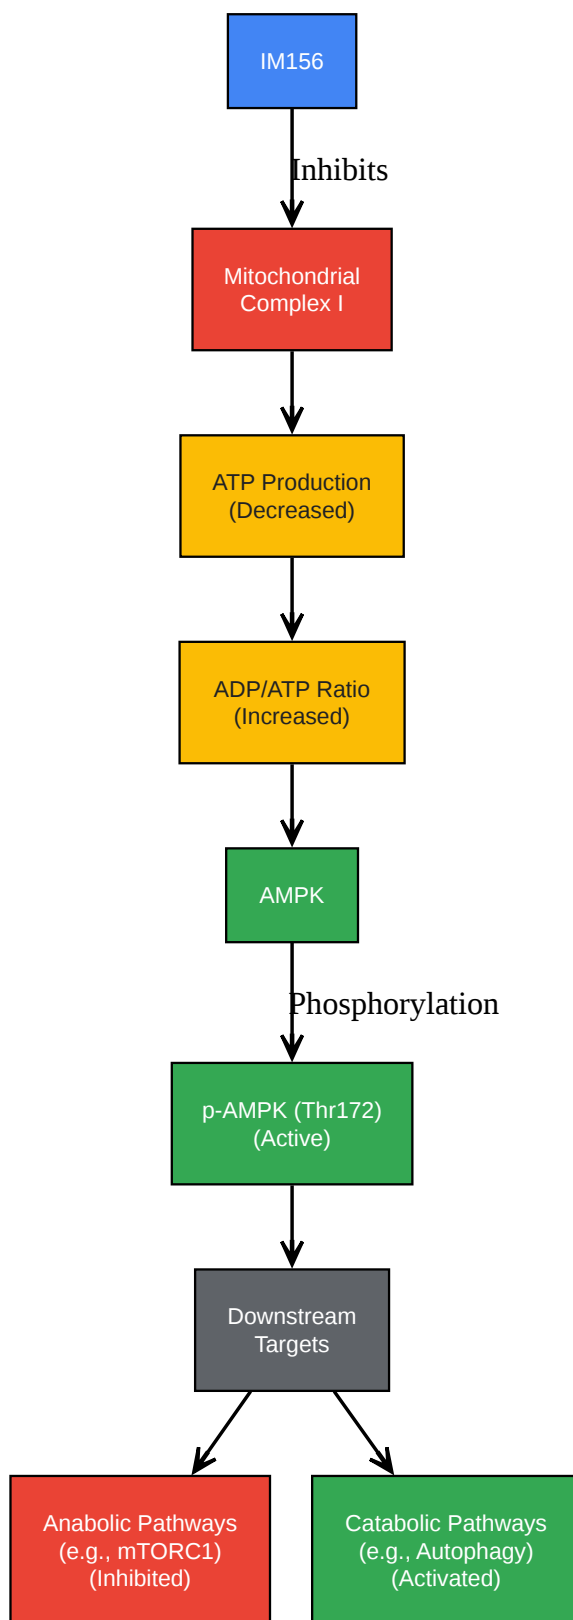 IM156
Inhibits
Mitochondrial
Complex I
ATP Production
(Decreased)
ADP/ATP Ratio
(Increased)
AMPK
Phosphorylation
p-AMPK (Thr172)
(Active)
Downstream
Targets
Anabolic Pathways
(e.g., mTORC1)
(Inhibited)
Catabolic Pathways
(e.g., Autophagy)
(Activated)